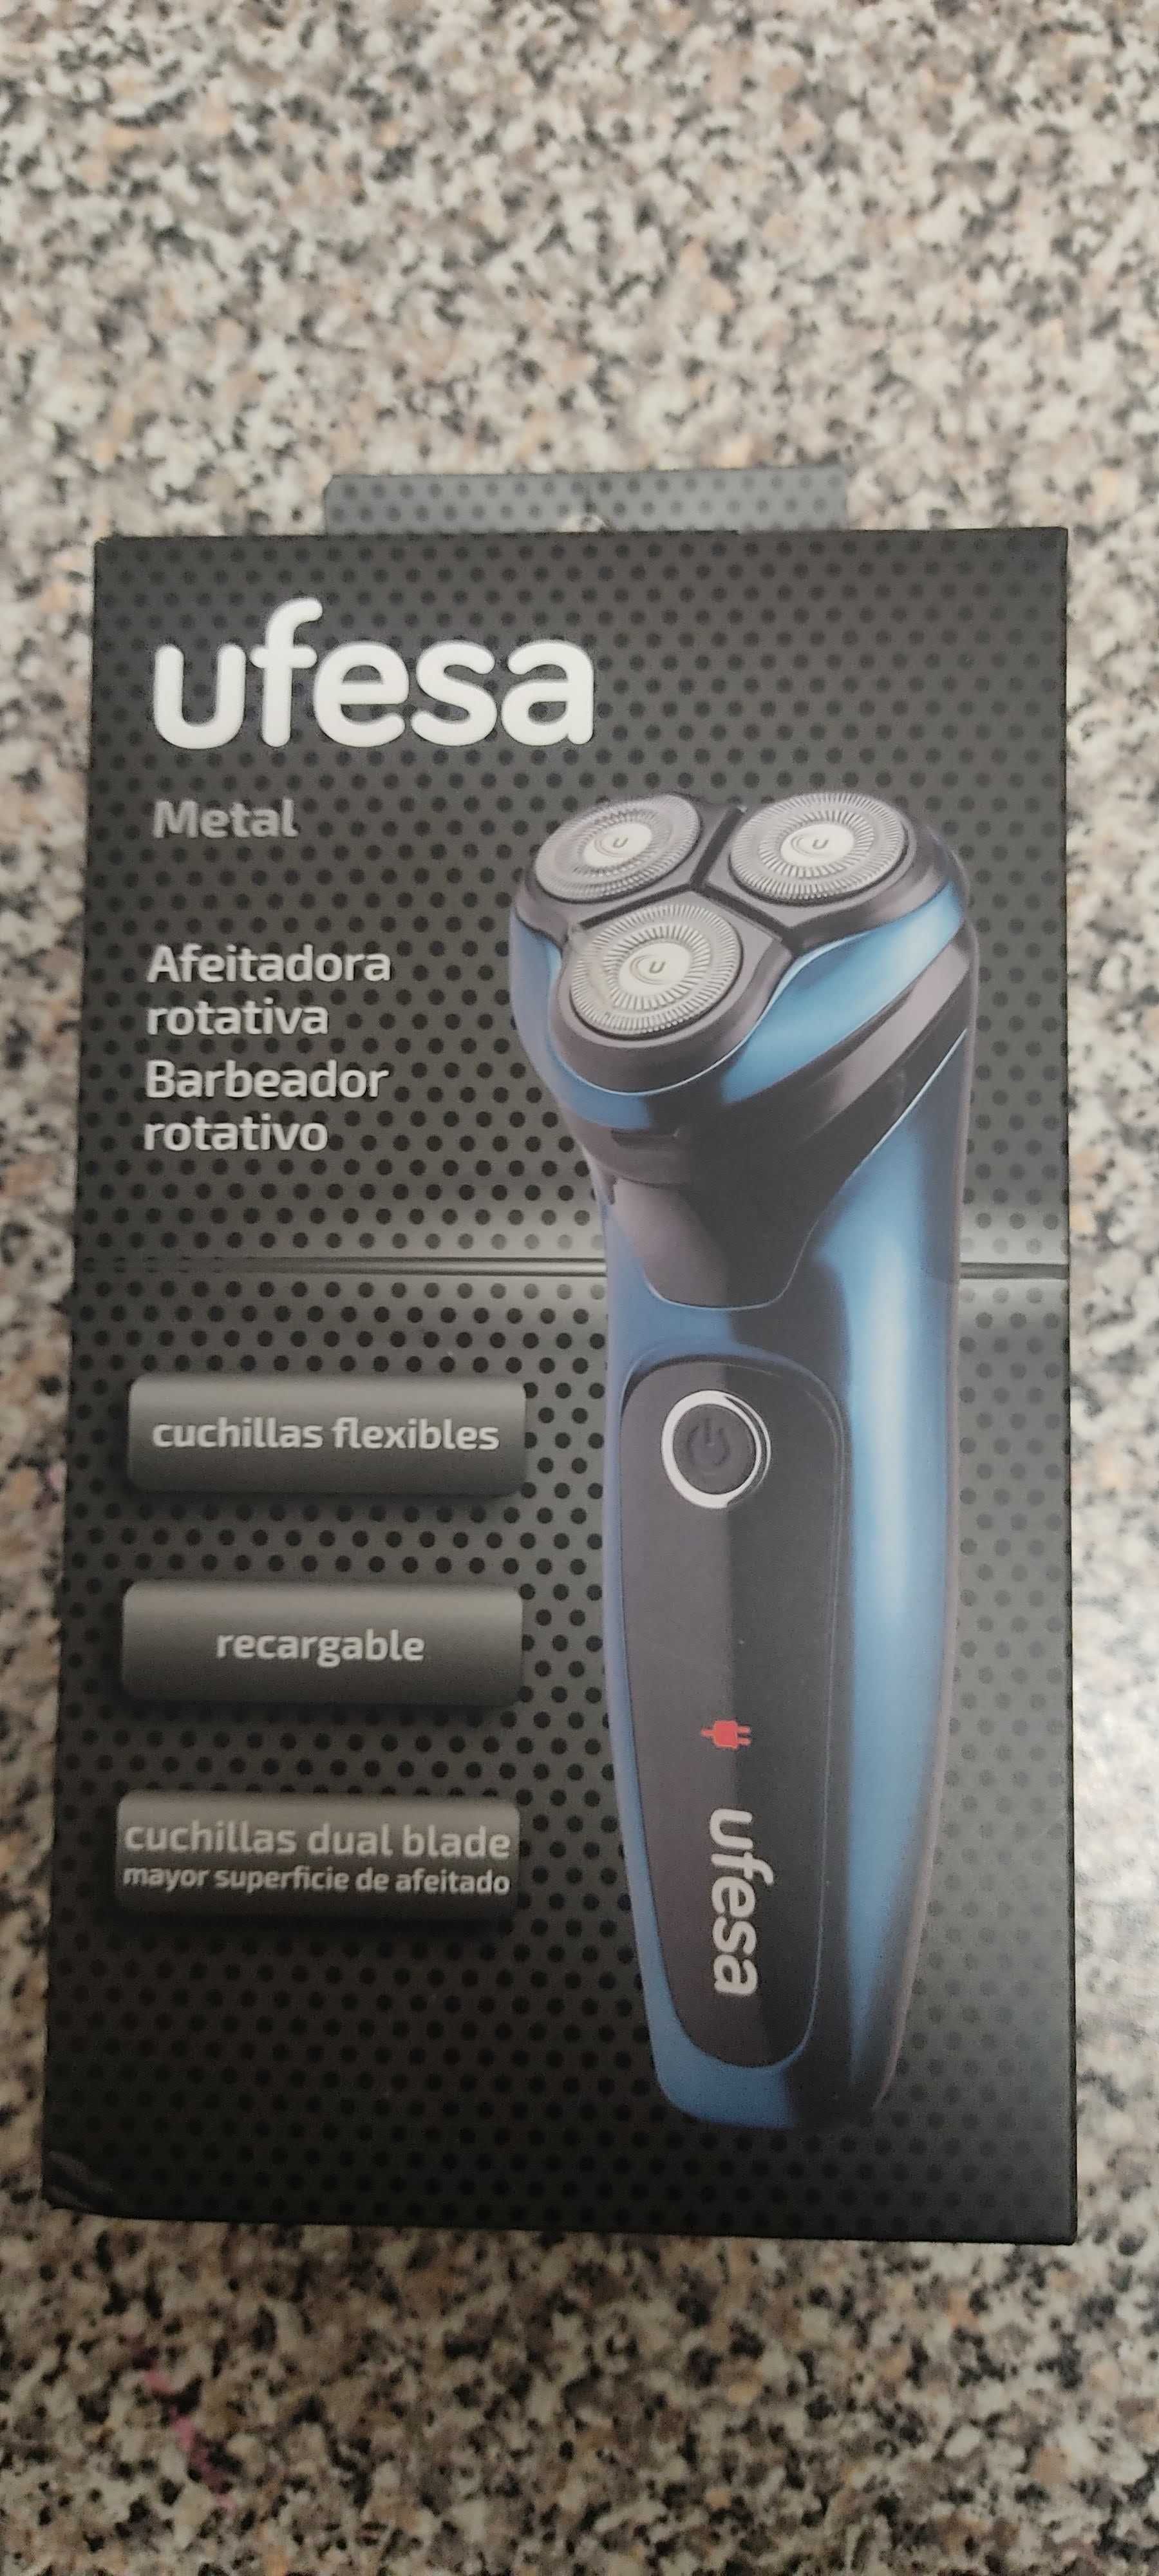 ufesa
Metal
Afeitadora
rotativa
Barbeador
rotativo
cuchillas flexibles
recargable
cuchillas dual blade
mayor superficie de afeitado
U
U
U
ufesa